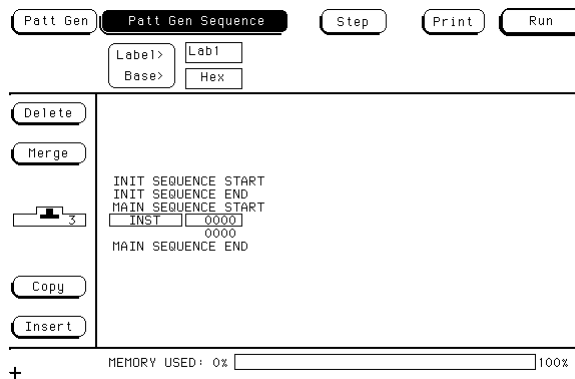 Patt Gen Patt Gen Sequence Step Print Run
Label> Lab1
Base> Hex
Delete
Merge
INIT SEQUENCE START
INIT SEQUENCE END
MAIN SEQUENCE START
3 INST 0000
0000
MAIN SEQUENCE END
Copy
Insert
MEMORY USED: 0% 100%